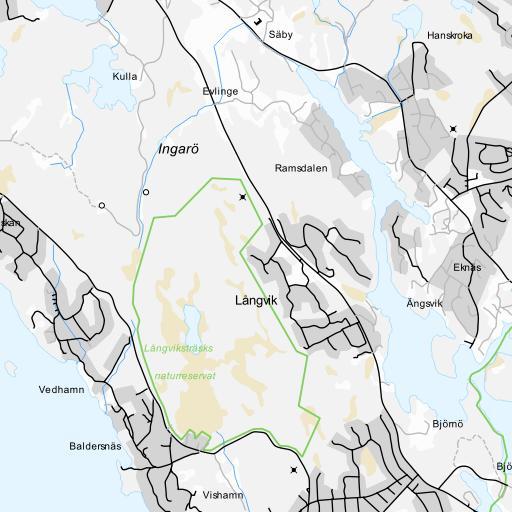 Säby
Hanskroka
Kulla
Evlinge
Ingarö
Ramsdalen
skan
Eknäs
Långvik
Ängsvik
Långviksträsks
naturreservat
Vedhamn
Björnö
Baldersnäs
Bjö
Vishamn